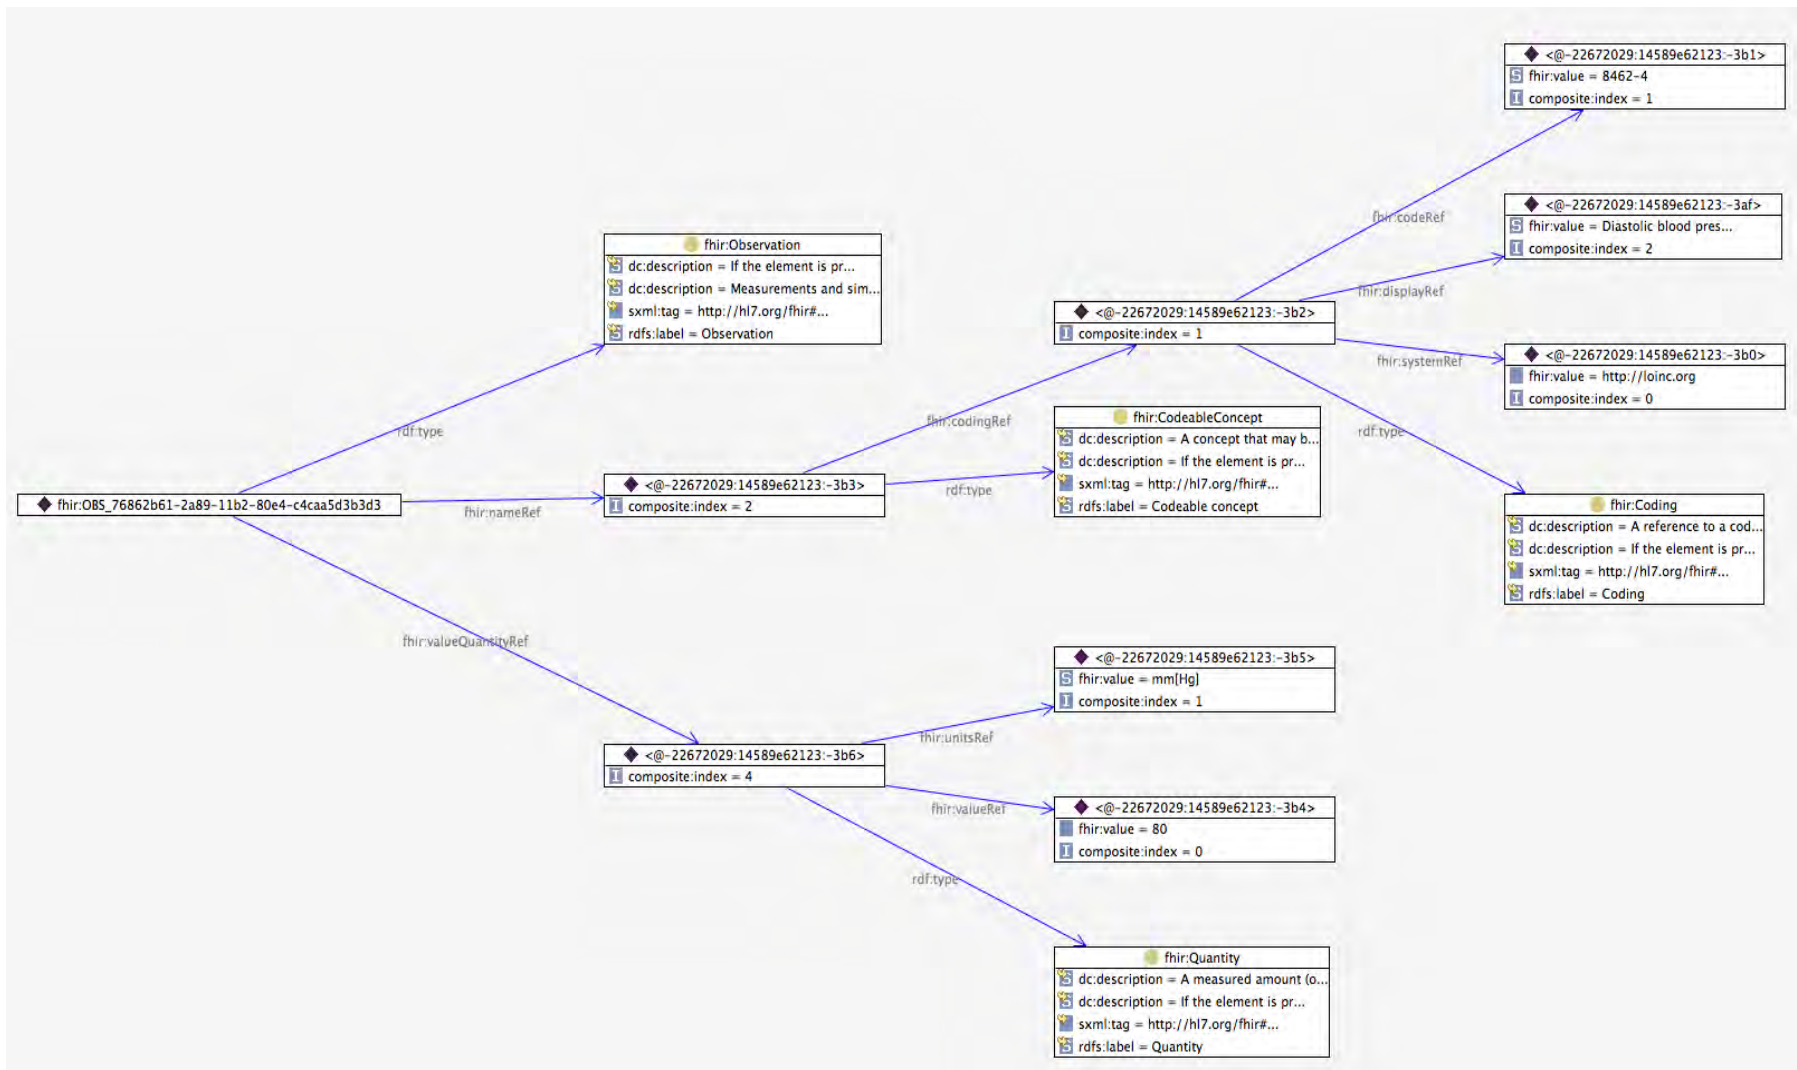 <@-22672029:14589e62123:-3b1>
fhir:value = 8462-4
composite:index = 1
fhir:codeRef
<@-22672029:14589e62123:-3af>
fhir:value = Diastolic blood pres...
composite:index = 2
fhir:displayRef
fhir:Observation
dc:description = If the element is pr...
dc:description = Measurements and sim...
sxml:tag = http://hl7.org/fhir#...
rdfs:label = Observation
<@-22672029:14589e62123:-3b2>
composite:index = 1
fhir:systemRef
<@-22672029:14589e62123:-3b0>
fhir:value = http://loinc.org
composite:index = 0
rdf:type
fhir:codingRef
rdf:type
fhir:CodeableConcept
dc:description = A concept that may b...
dc:description = If the element is pr...
sxml:tag = http://hl7.org/fhir#...
rdfs:label = Codeable concept
fhir:OBS_76862b61-2a89-11b2-80e4-c4caa5d3b3d3
fhir:nameRef
<@-22672029:14589e62123:-3b3>
composite:index = 2
rdf:type
fhir:Coding
dc:description = A reference to a cod...
dc:description = If the element is pr...
sxml:tag = http://hl7.org/fhir#...
rdfs:label = Coding
fhir:valueQuantityRef
<@-22672029:14589e62123:-3b5>
fhir:value = mm[Hg]
composite:index = 1
fhir:unitsRef
<@-22672029:14589e62123:-3b6>
composite:index = 4
fhir:valueRef
<@-22672029:14589e62123:-3b4>
fhir:value = 80
composite:index = 0
rdf:type
fhir:Quantity
dc:description = A measured amount (o...
dc:description = If the element is pr...
sxml:tag = http://hl7.org/fhir#...
rdfs:label = Quantity